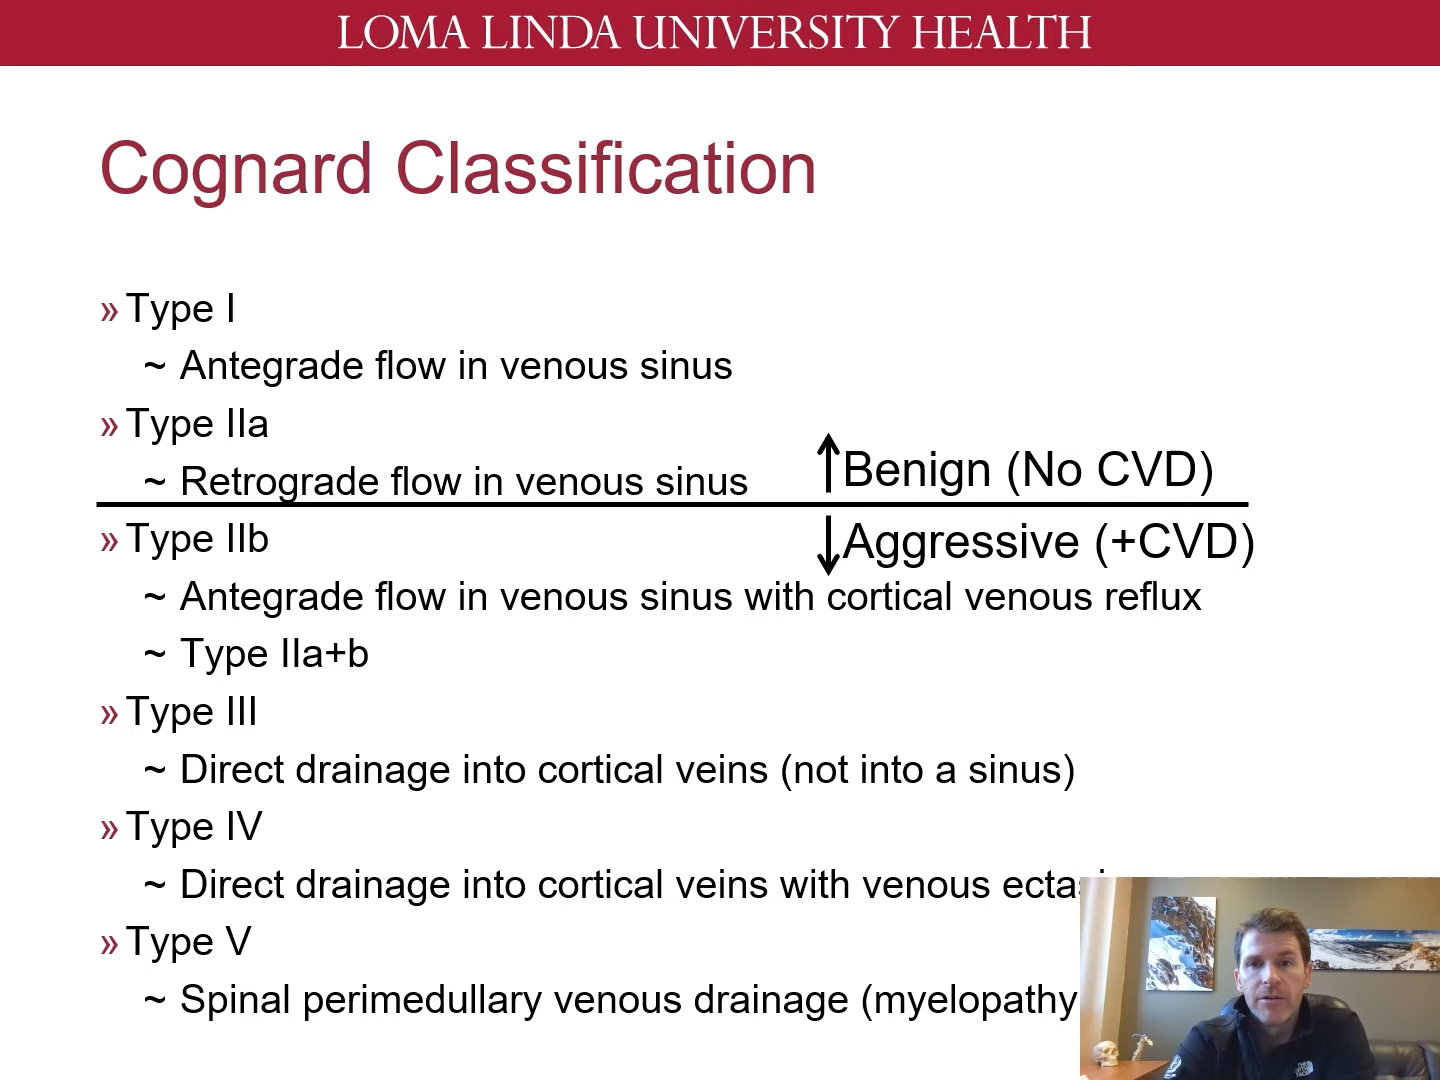 LOMA LINDA UNIVERSITY HEALTH
Cognard Classification
» Type I
~ Antegrade flow in venous sinus
» Type IIa
~ Retrograde flow in venous sinus
Benign (No CVD)
» Type IIb
Aggressive (+CVD)
~ Antegrade flow in venous sinus with cortical venous reflux
~ Type IIa+b
» Type III
~ Direct drainage into cortical veins (not into a sinus)
» Type IV
~ Direct drainage into cortical veins with venous
» Type V
~ Spinal perimedullary venous drainage (myelopathy